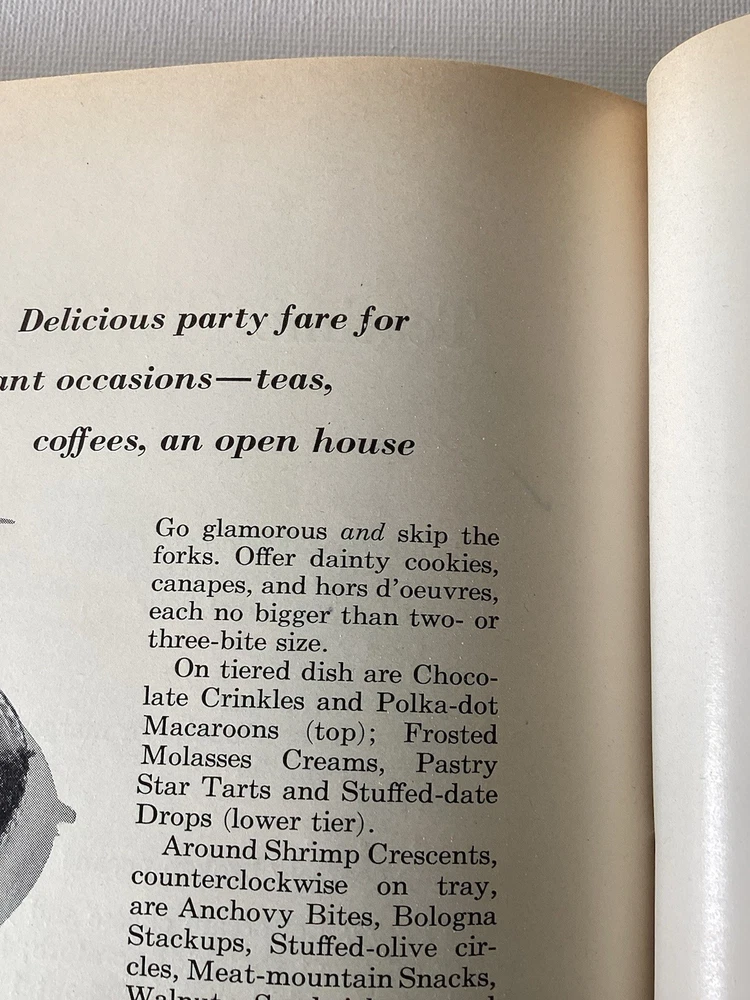 Delicious party fare for
occasions—teas,
coffees, an open house
Go glamorous and skip the
forks. Offer dainty cookies,
canapes, and hors d'oeuvres,
each no bigger than two- or
three-bite size.
On tiered dish are Choco-
late Crinkles and Polka-dot
Macaroons (top); Frosted
Molasses Creams, Pastry
Star Tarts and Stuffed-date
Drops (lower tier).
Around Shrimp Crescents,
counterclockwise on tray,
are Anchovy Bites, Bologna
Stackups, Stuffed-olive cir-
cles, Meat-mountain Snacks,